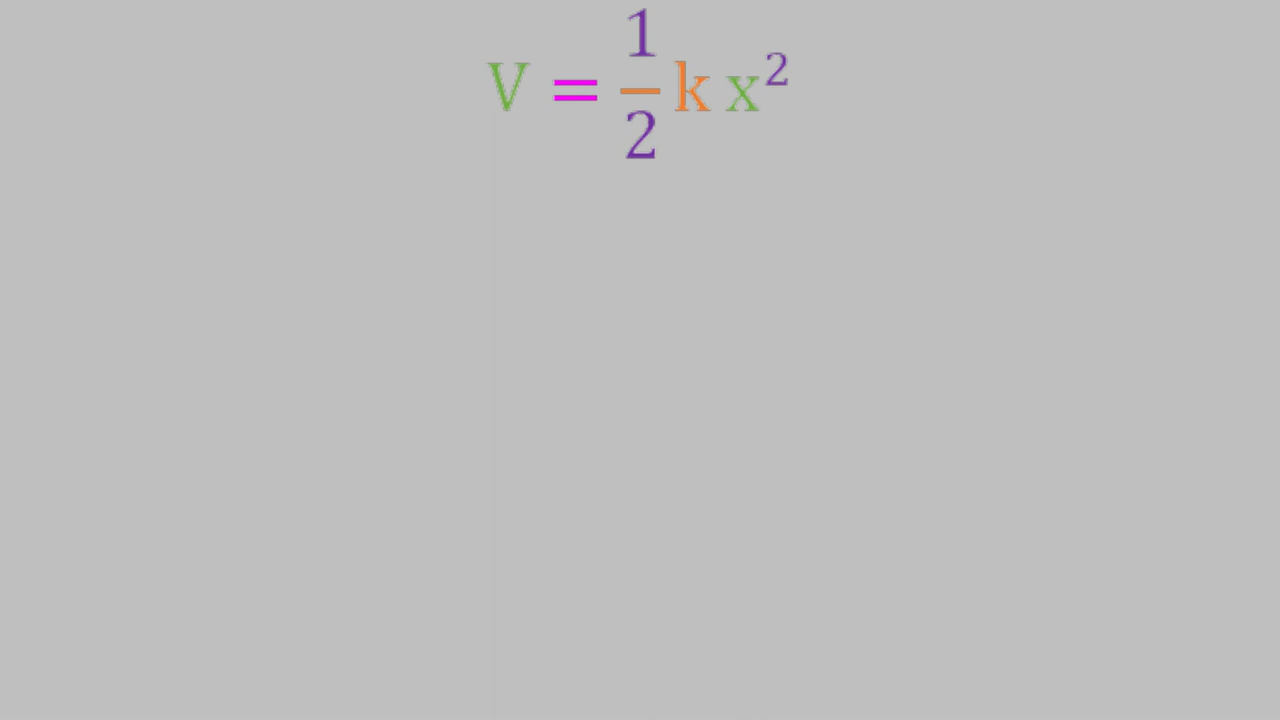 V = 1/2 k x²